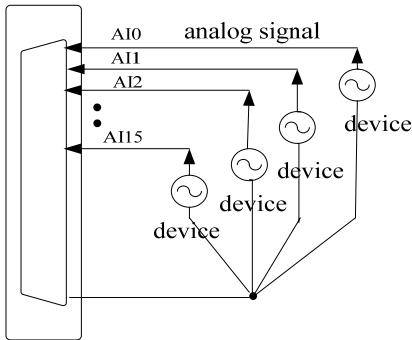 AI0 analog signal
AI1
AI2
device
AI15
device
device
device